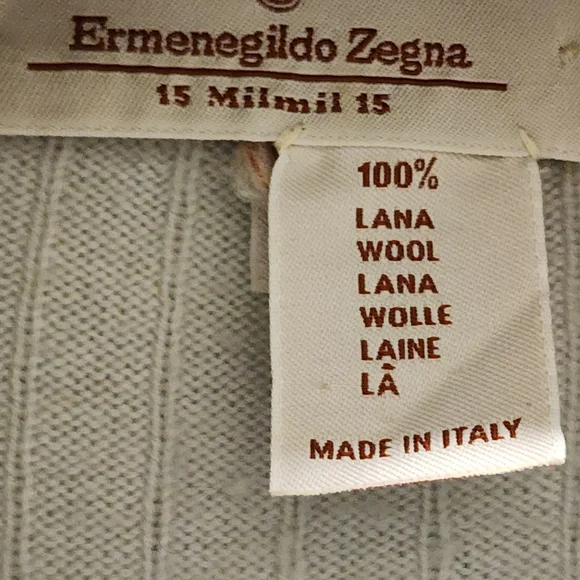 Ermenegildo Zegna
15 Milmil 15
100%
LANA
WOOL
LANA
WOLLE
LAINE
LÃ
MADE IN ITALY